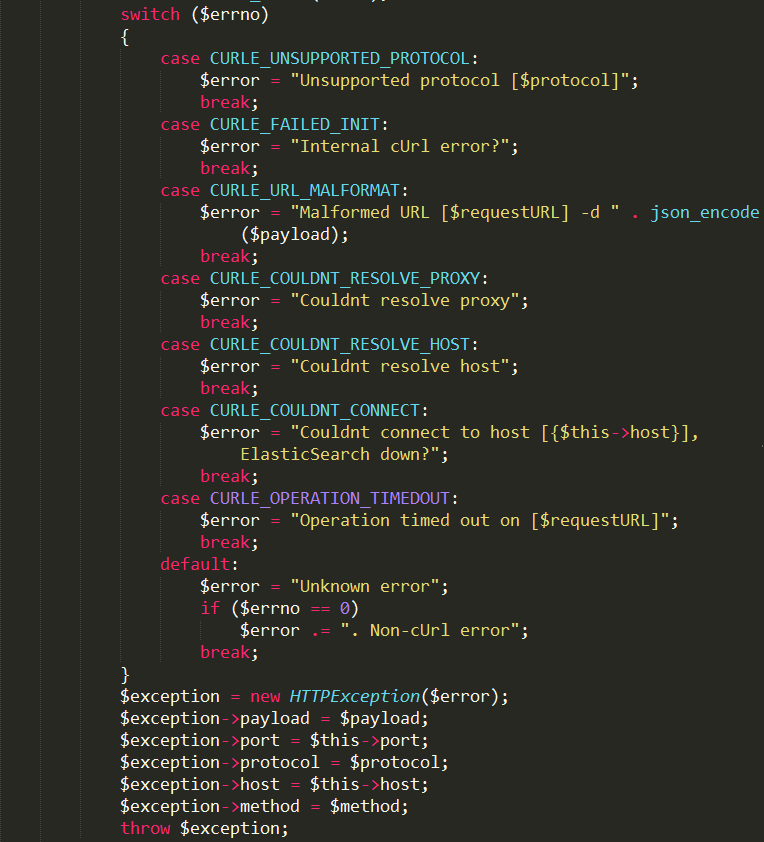 switch ($errno)
{
case CURLE_UNSUPPORTED_PROTOCOL:
$error = "Unsupported protocol [$protocol]";
break;
case CURLE_FAILED_INIT:
$error = "Internal cUrl error?";
break;
case CURLE_URL_MALFORMAT:
$error = "Malformed URL [$requestURL] -d " . json_encode
($payload);
break;
case CURLE_COULDNT_RESOLVE_PROXY:
$error = "Couldnt resolve proxy";
break;
case CURLE_COULDNT_RESOLVE_HOST:
$error = "Couldnt resolve host";
break;
case CURLE_COULDNT_CONNECT:
$error = "Couldnt connect to host [{$this->host}],
ElasticSearch down?";
break;
case CURLE_OPERATION_TIMEDOUT:
$error = "Operation timed out on [$requestURL]";
break;
default:
$error = "Unknown error";
if ($errno == 0)
$error .= ". Non-cUrl error";
break;
}
$exception = new HTTPException($error);
$exception->payload = $payload;
$exception->port = $this->port;
$exception->protocol = $protocol;
$exception->host = $this->host;
$exception->method = $method;
throw $exception;